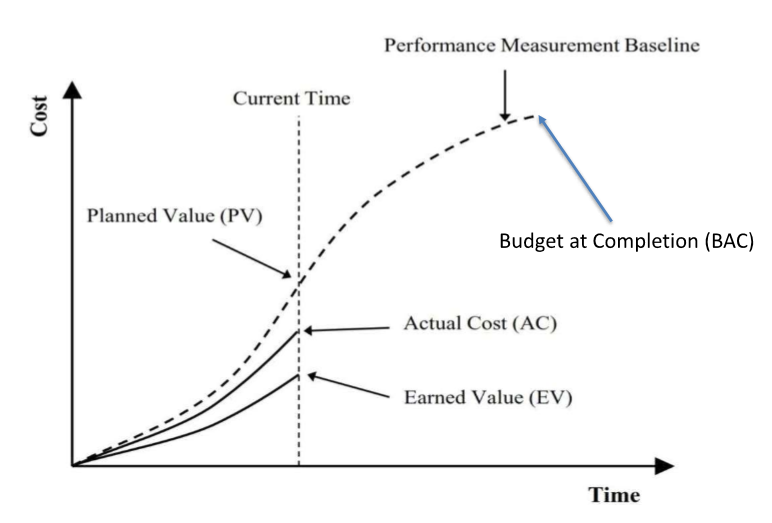 Performance Measurement Baseline
Current Time
Cost
Planned Value (PV)
Budget at Completion (BAC)
Actual Cost (AC)
Earned Value (EV)
Time